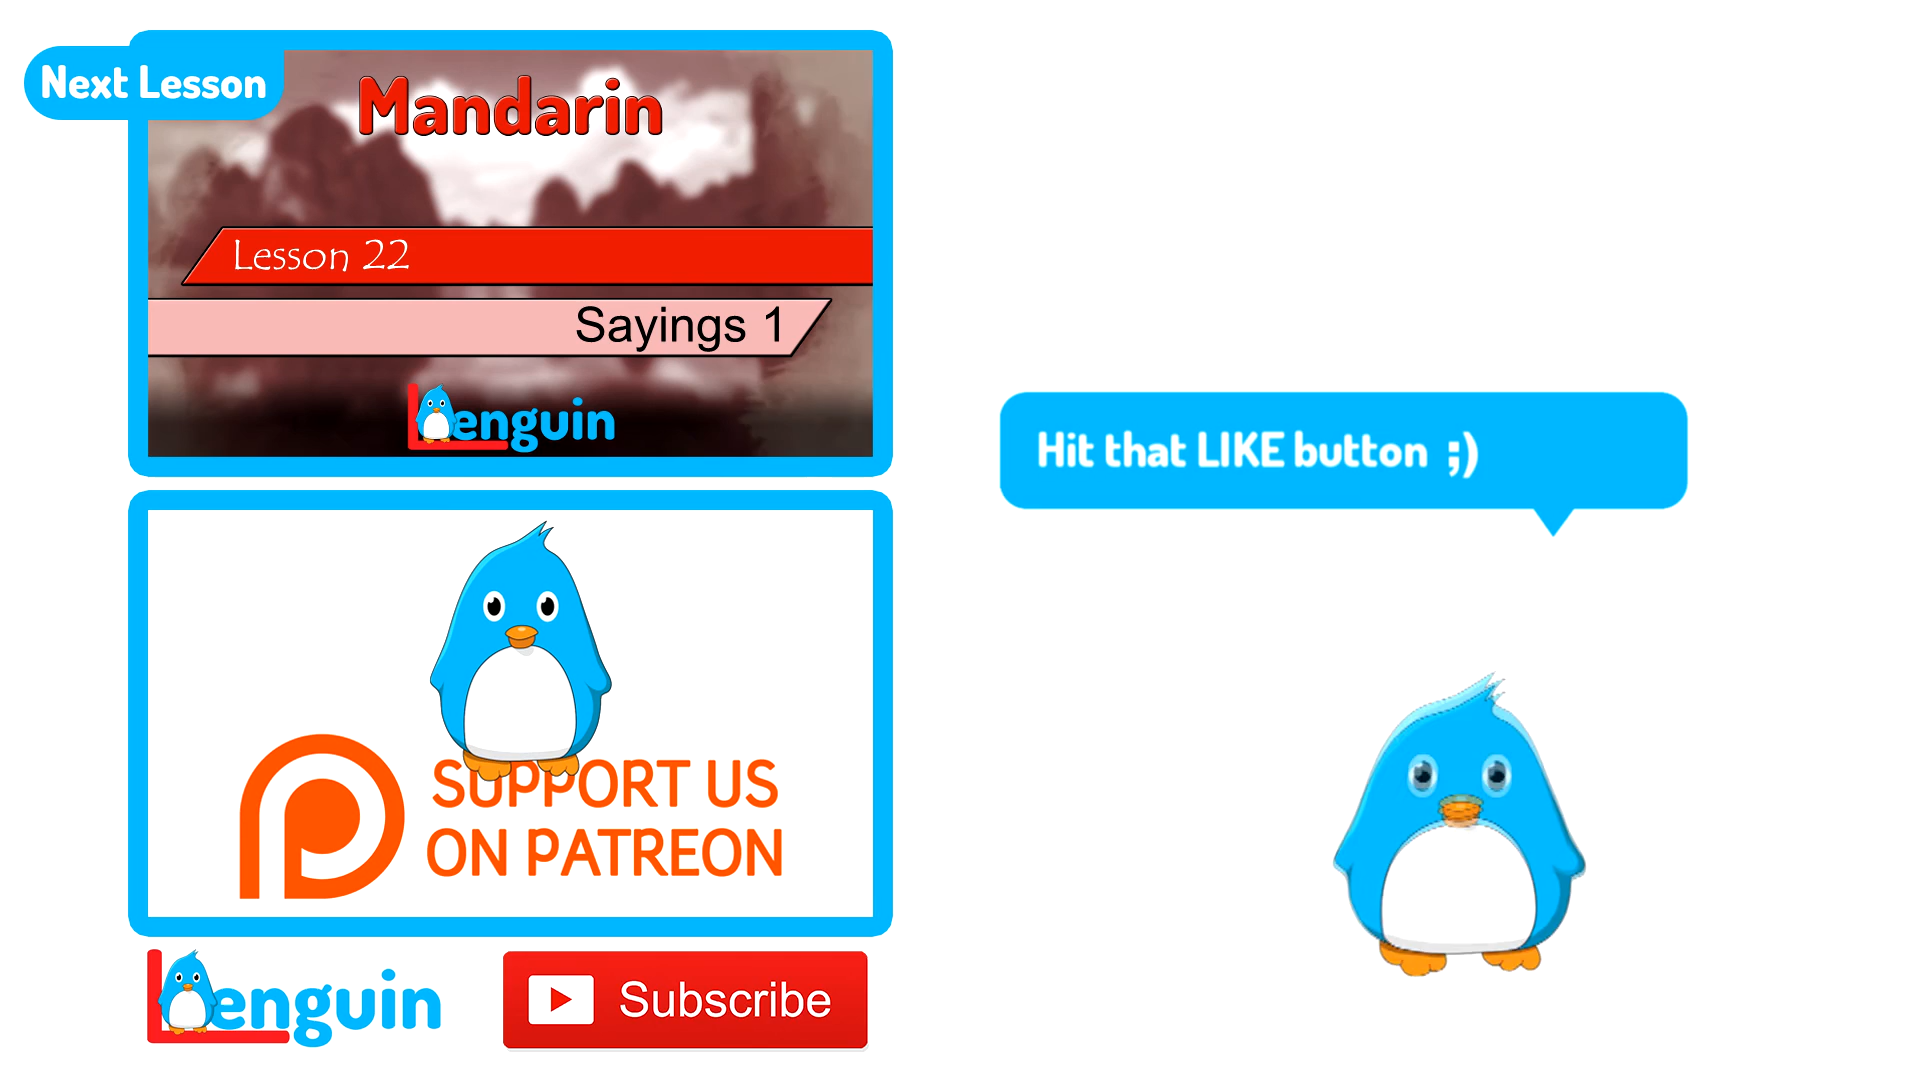 Next Lesson
Mandarin
Lesson 22
Sayings 1
Lenguin
SUPPORT US
ON PATREON
Lenguin
Subscribe
Hit that LIKE button ;)